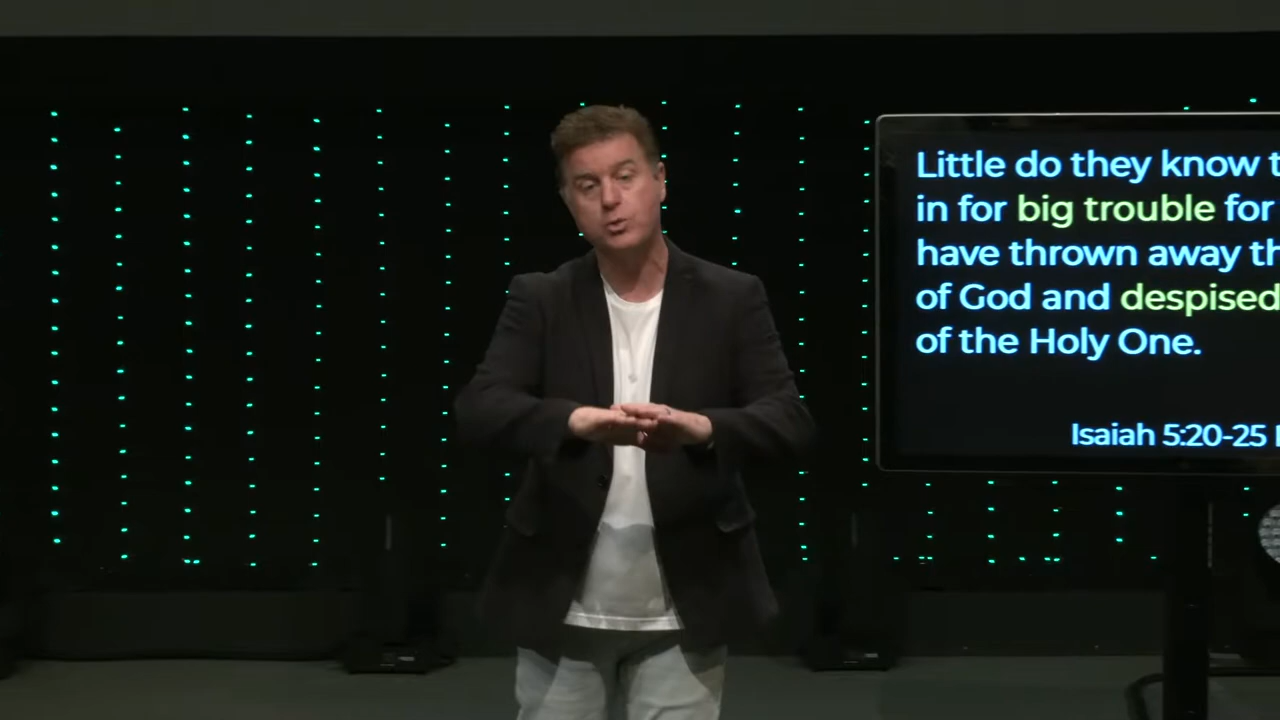 Little do they know
in for big trouble for
have thrown away
of God and despised
of the Holy One.
Isaiah 5:20-25